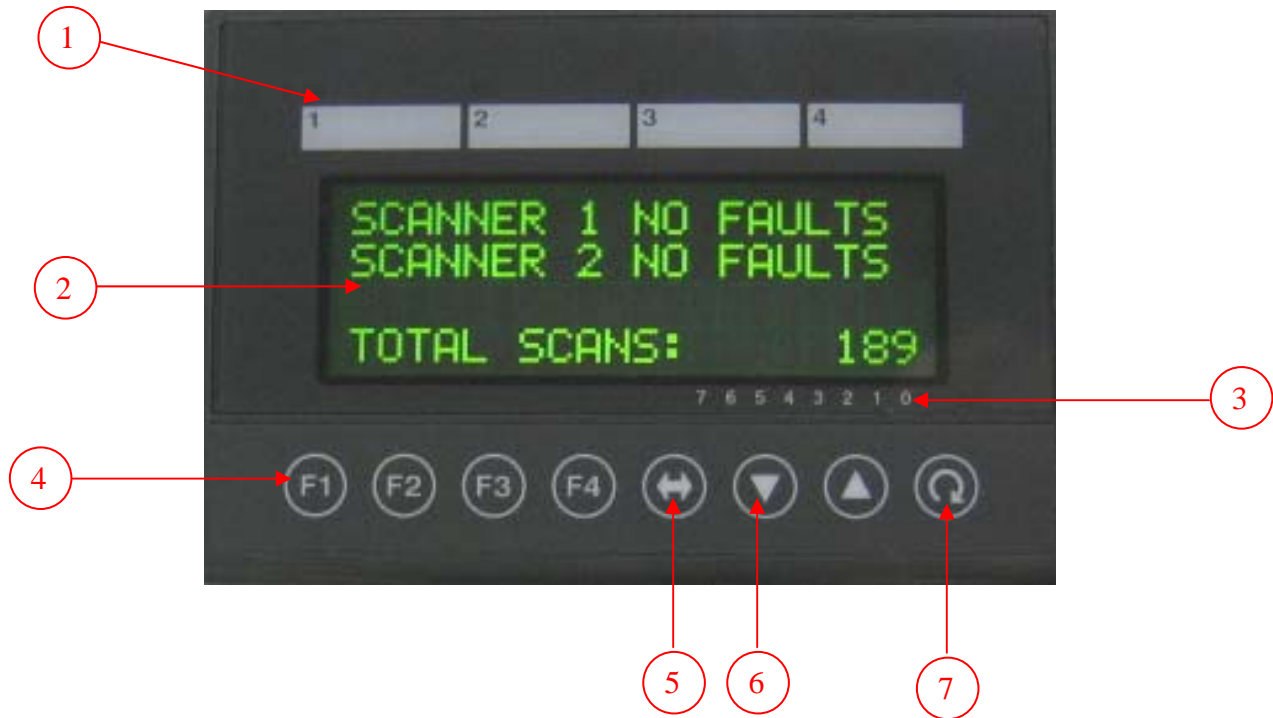 1
1 2 3 4
SCANNER 1 NO FAULTS
SCANNER 2 NO FAULTS
2
TOTAL SCANS: 189
7 6 5 4 3 2 1 0
3
4
F1 F2 F3 F4
5 6 7